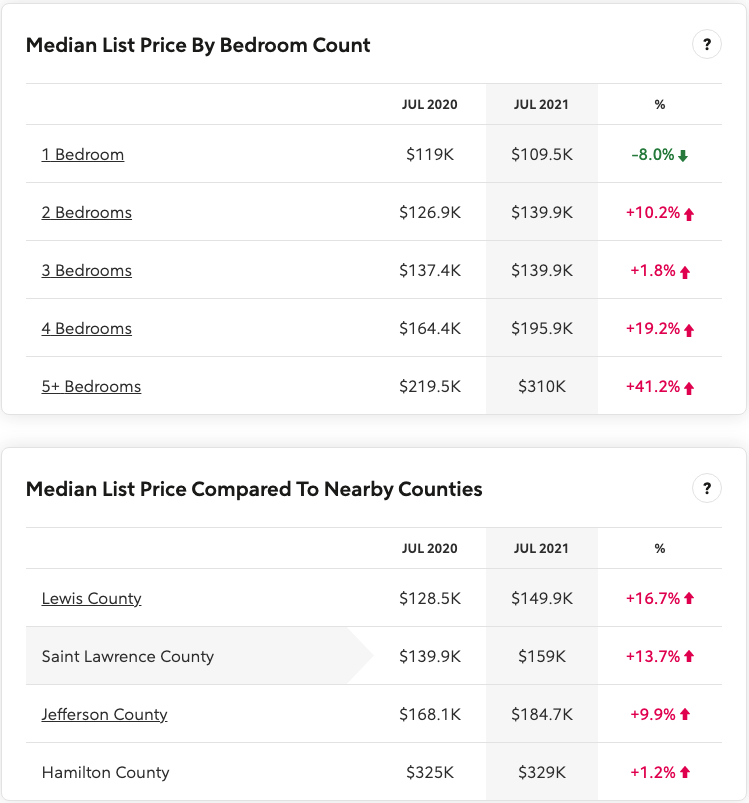 Median List Price By Bedroom Count ?
JUL 2020 JUL 2021 %
1 Bedroom $119K $109.5K -8.0%
2 Bedrooms $126.9K $139.9K +10.2%
3 Bedrooms $137.4K $139.9K +1.8%
4 Bedrooms $164.4K $195.9K +19.2%
5+ Bedrooms $219.5K $310K +41.2%
Median List Price Compared To Nearby Counties ?
JUL 2020 JUL 2021 %
Lewis County $128.5K $149.9K +16.7%
Saint Lawrence County $139.9K $159K +13.7%
Jefferson County $168.1K $184.7K +9.9%
Hamilton County $325K $329K +1.2%